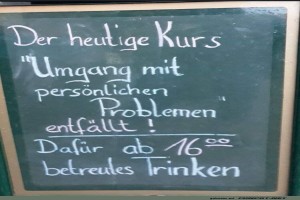 Der heutige Kurs
"Umgang mit
persönlichen
Problemen"
entfällt!
Dafür ab 16⁰⁰
betreutes Trinken